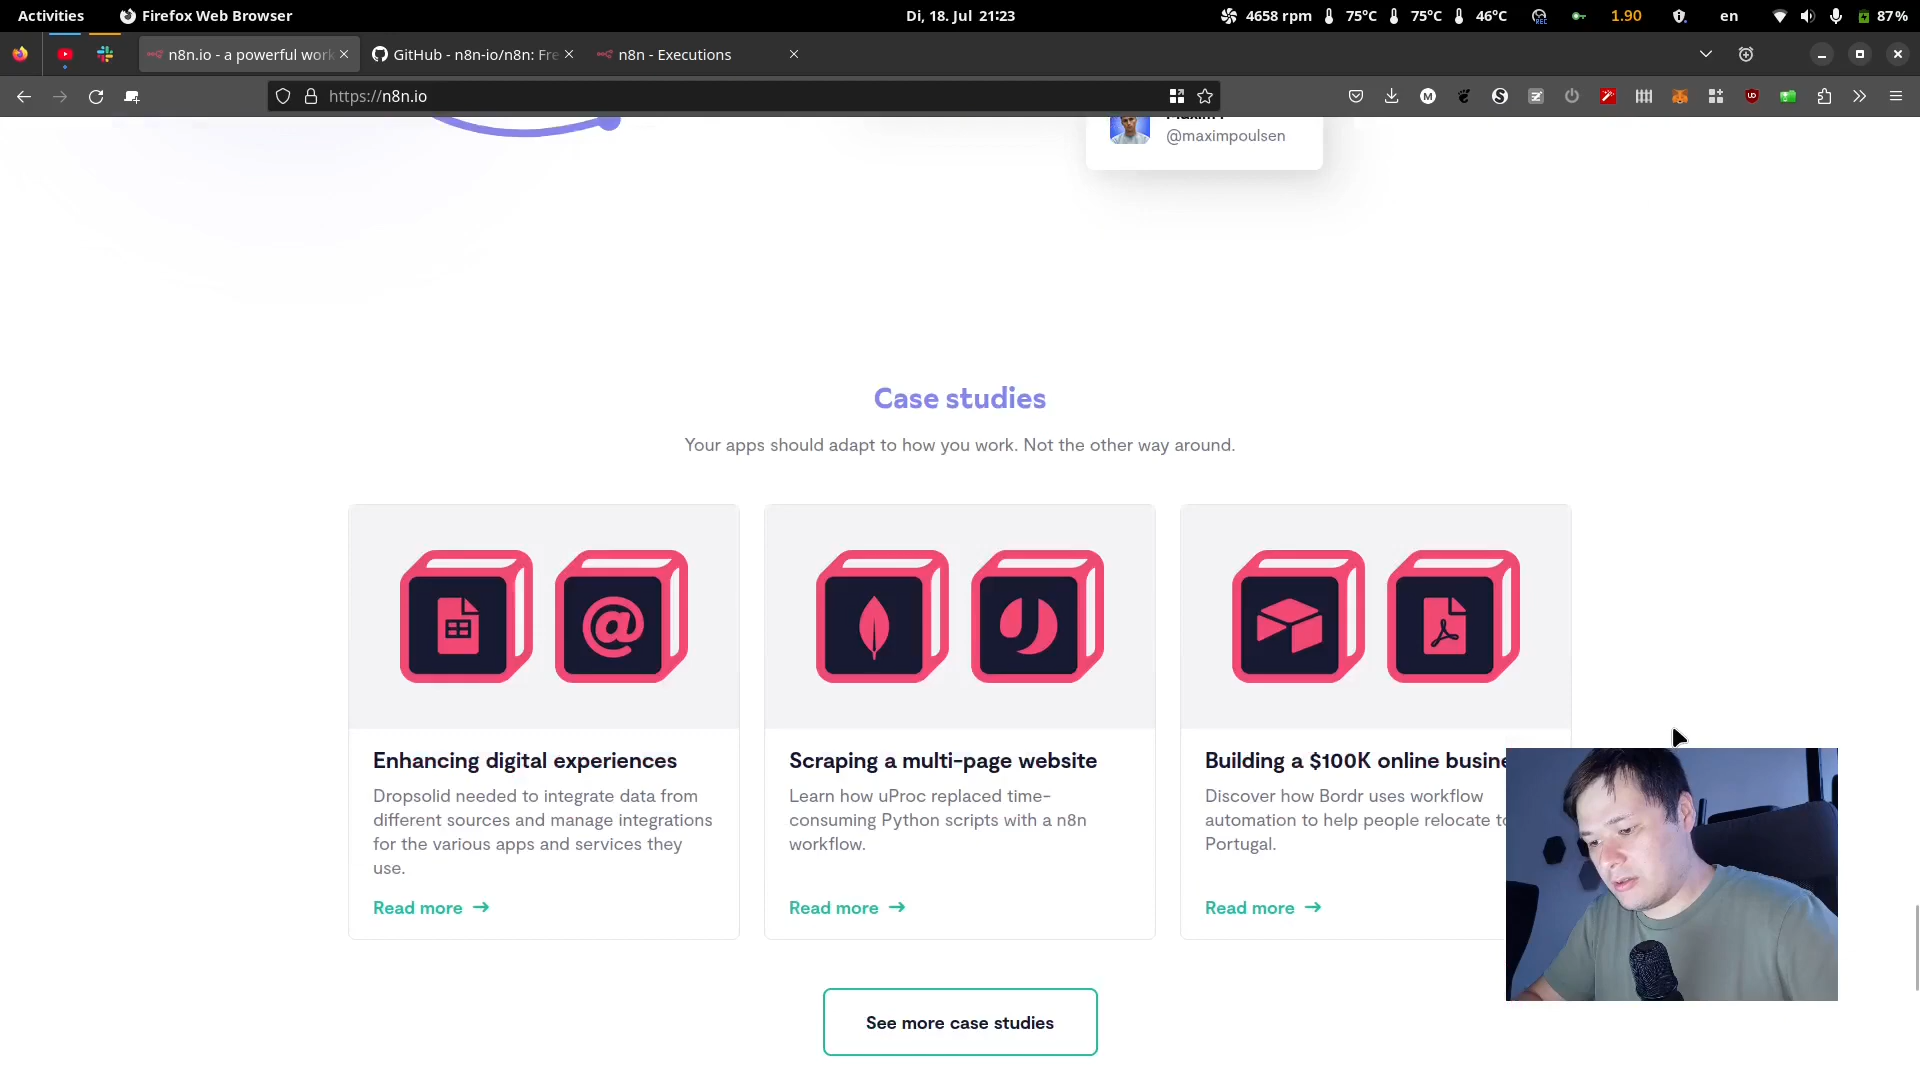 Activities Firefox Web Browser Di, 18. Jul 21:23 4658 rpm 75°C 75°C 46°C REC 1.90 en 87%
n8n.io - a powerful work GitHub - n8n-io/n8n: Fre n8n - Executions
https://n8n.io
@maximpoulsen
Case studies
Your apps should adapt to how you work. Not the other way around.
Enhancing digital experiences
Dropsolid needed to integrate data from
different sources and manage integrations
for the various apps and services they
use.
Read more →
Scraping a multi-page website
Learn how uProc replaced time-
consuming Python scripts with a n8n
workflow.
Read more →
Building a $100K online busine
Discover how Bordr uses workflow
automation to help people relocate to
Portugal.
Read more →
See more case studies